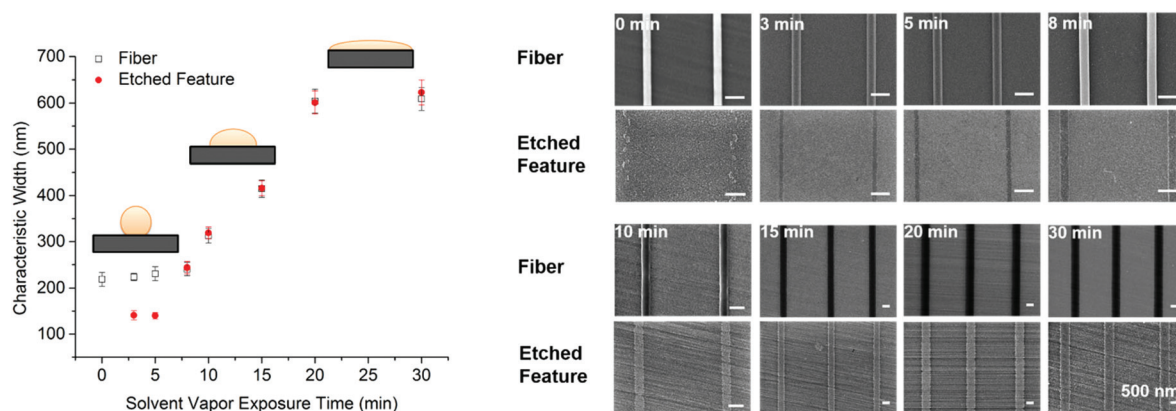 700
600
500
400
300
200
100
0 5 10 15 20 25 30
Characteristic Width (nm)
Solvent Vapor Exposure Time (min)
Fiber
Etched Feature
0 min 3 min 5 min 8 min
Fiber
Etched
Feature
10 min 15 min 20 min 30 min
Fiber
Etched
Feature
500 nm